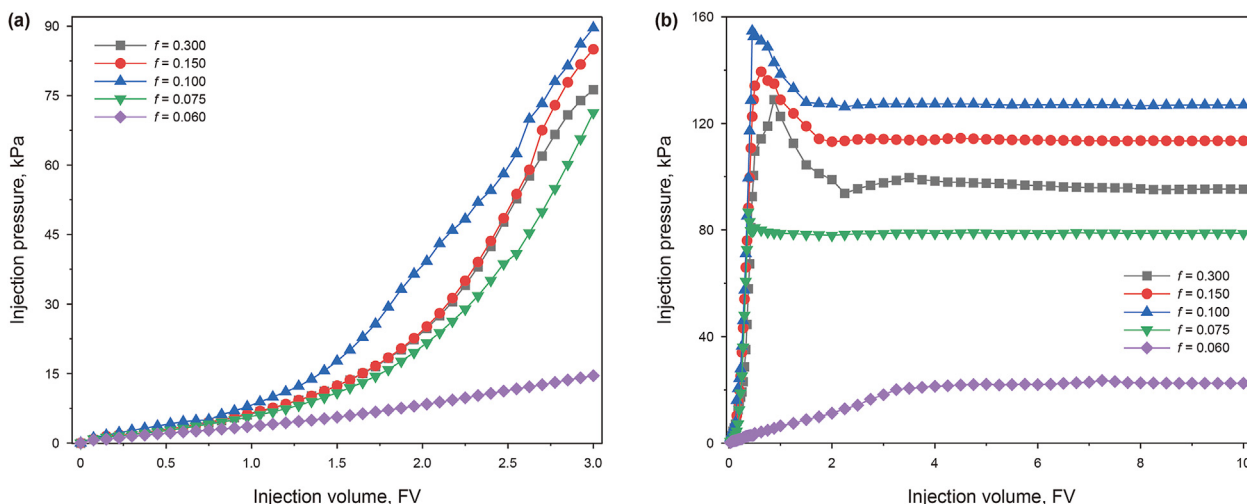 (a)
90
75
60
45
30
15
0
Injection pressure, kPa
f = 0.300
f = 0.150
f = 0.100
f = 0.075
f = 0.060
0
0.5
1.0
1.5
2.0
2.5
3.0
Injection volume, FV
(b)
160
120
80
40
0
Injection pressure, kPa
f = 0.300
f = 0.150
f = 0.100
f = 0.075
f = 0.060
0
2
4
6
8
10
Injection volume, FV